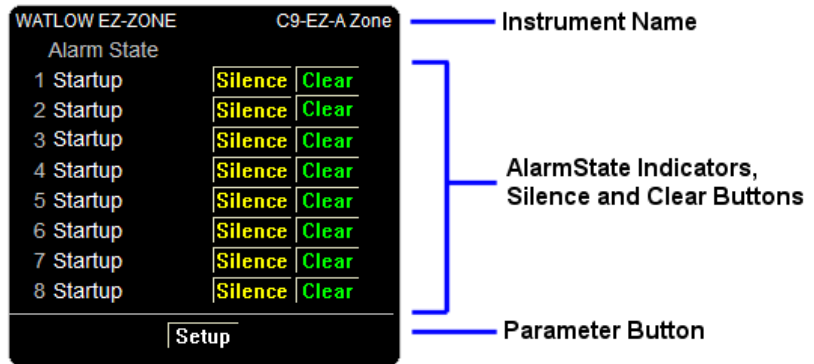 WATLOW EZ-ZONE C9-EZ-A Zone
Instrument Name
Alarm State
1 Startup Silence Clear
2 Startup Silence Clear
3 Startup Silence Clear
4 Startup Silence Clear
5 Startup Silence Clear
6 Startup Silence Clear
7 Startup Silence Clear
8 Startup Silence Clear
AlarmState Indicators,
Silence and Clear Buttons
Setup
Parameter Button